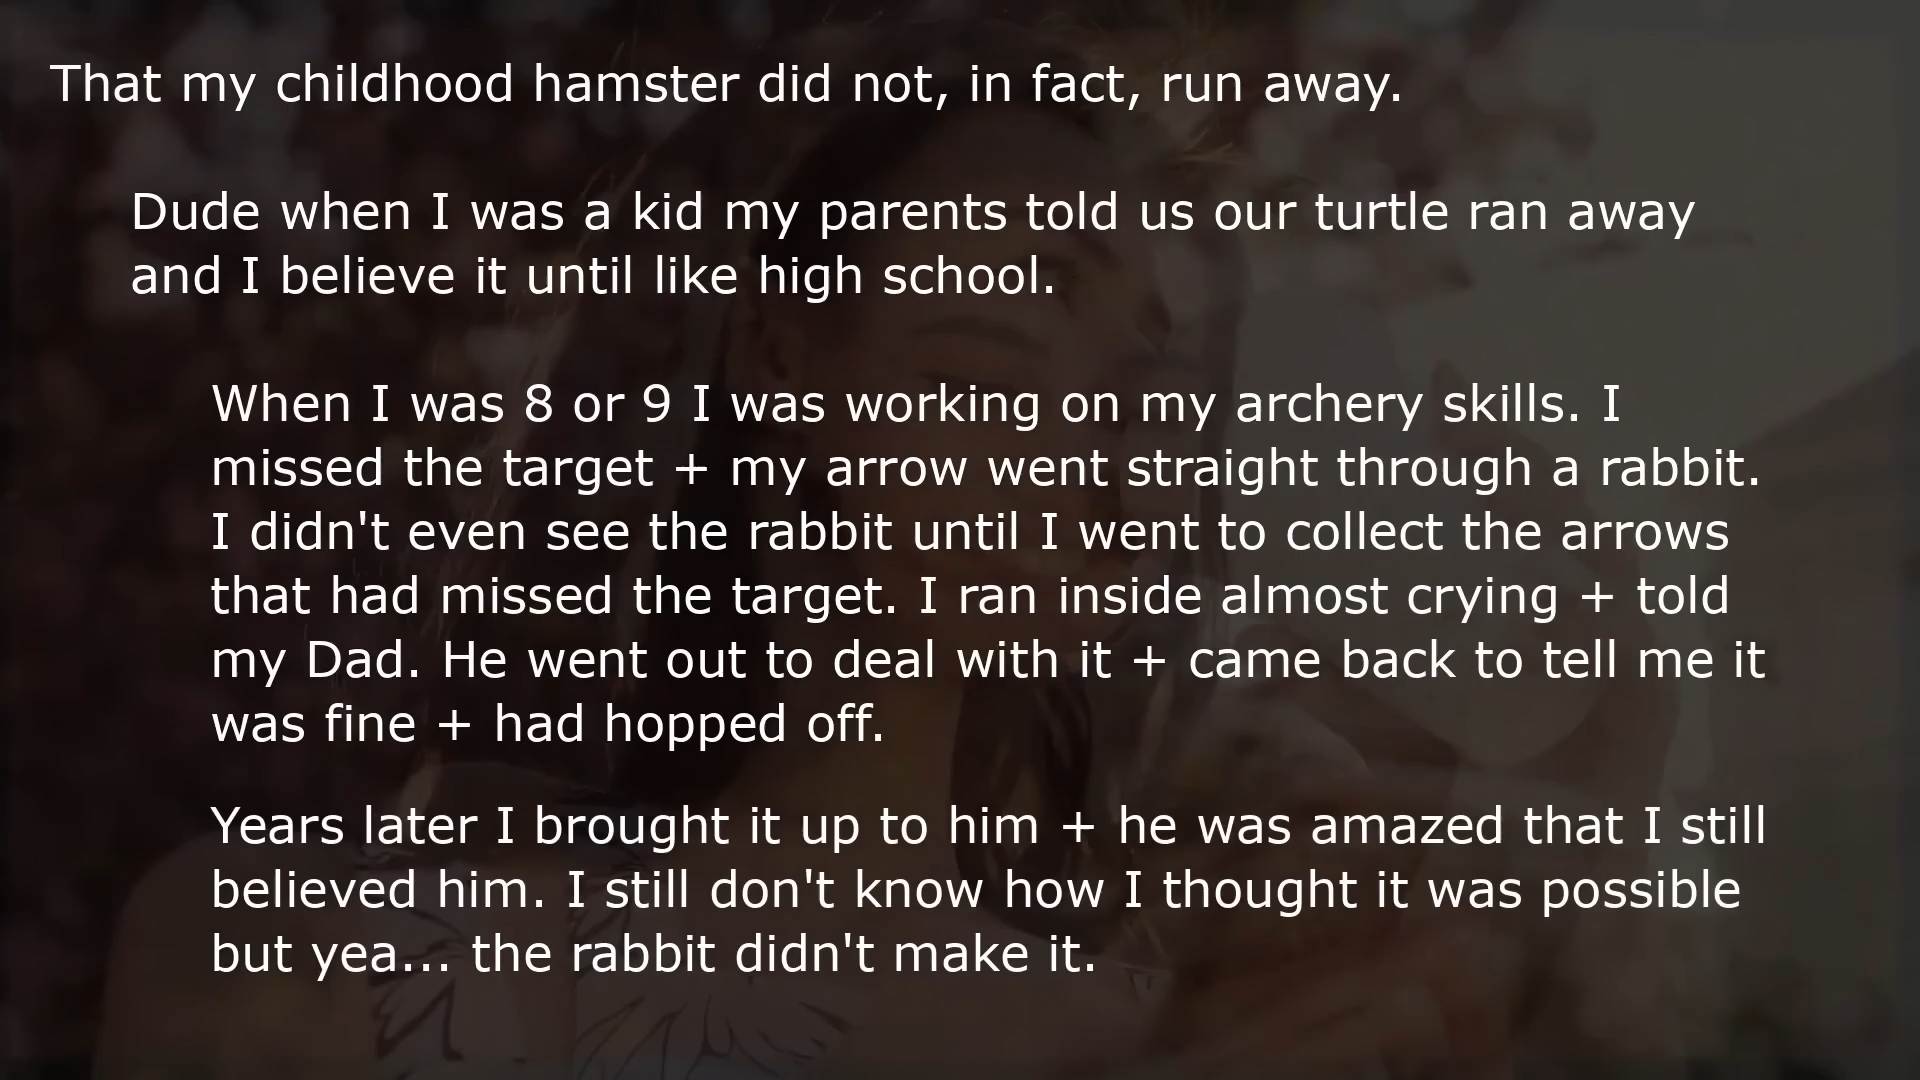 That my childhood hamster did not, in fact, run away.
Dude when I was a kid my parents told us our turtle ran away
and I believe it until like high school.
When I was 8 or 9 I was working on my archery skills. I
missed the target + my arrow went straight through a rabbit.
I didn't even see the rabbit until I went to collect the arrows
that had missed the target. I ran inside almost crying + told
my Dad. He went out to deal with it + came back to tell me it
was fine + had hopped off.
Years later I brought it up to him + he was amazed that I still
believed him. I still don't know how I thought it was possible
but yea... the rabbit didn't make it.